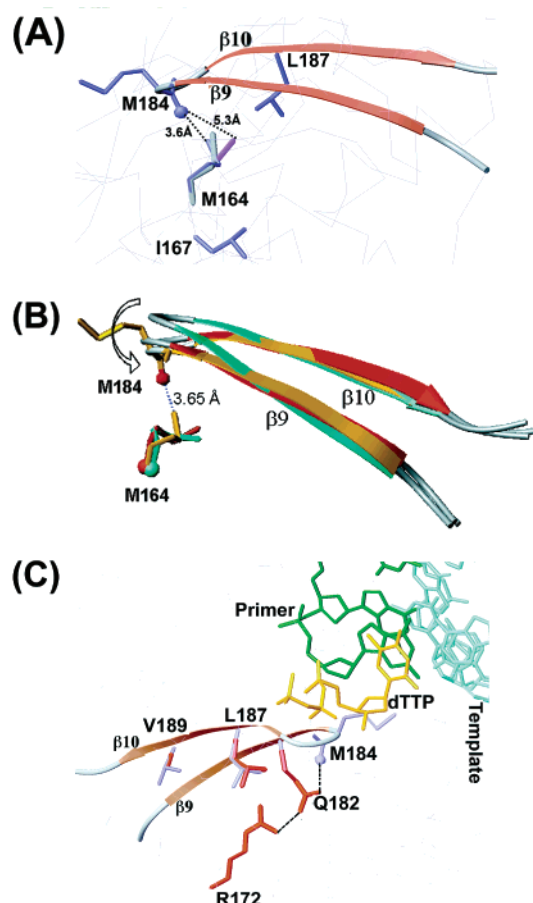 (A)
β10
L187
M184
β9
5.3Å
3.6Å
M164
I167
(B)
M184
3.65 Å
β10
β9
M164
(C)
Primer
dTTP
Template
V189
L187
β10
M184
β9
Q182
R172